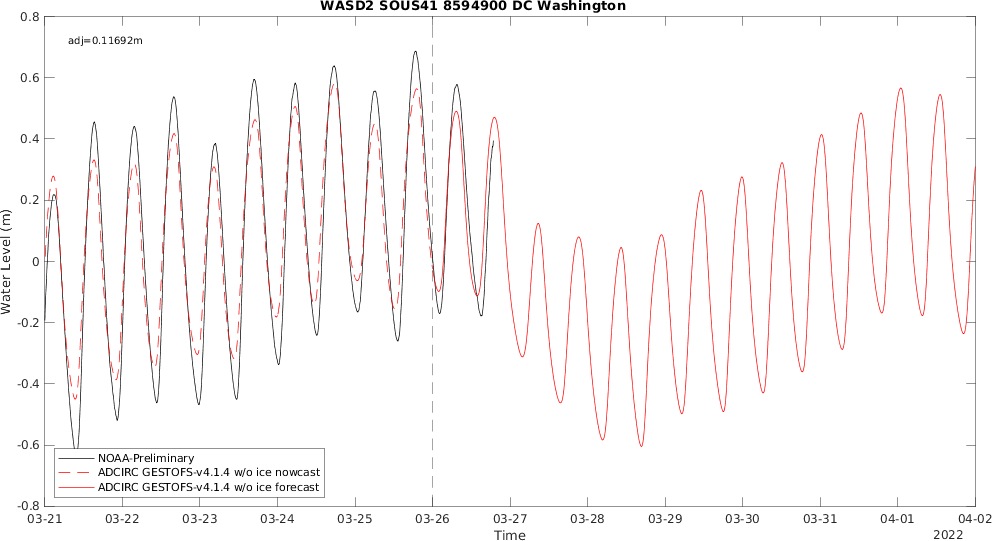 WASD2 SOUS41 8594900 DC Washington
0.8
adj=0.11692m
0.6
0.4
0.2
0
-0.2
-0.4
-0.6
-0.8
Water Level (m)
NOAA-Preliminary
ADCIRC GESTOFS-v4.1.4 w/o ice nowcast
ADCIRC GESTOFS-v4.1.4 w/o ice forecast
03-21 03-22 03-23 03-24 03-25 03-26 03-27 03-28 03-29 03-30 03-31 04-01 04-02
Time
2022